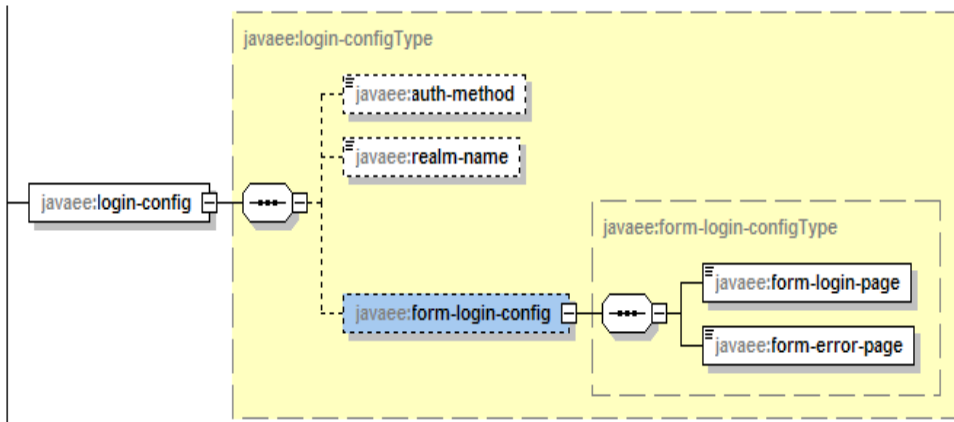 javaee:login-configType
javaee:auth-method
javaee:realm-name
javaee:login-config
javaee:form-login-configType
javaee:form-login-page
javaee:form-login-config
javaee:form-error-page